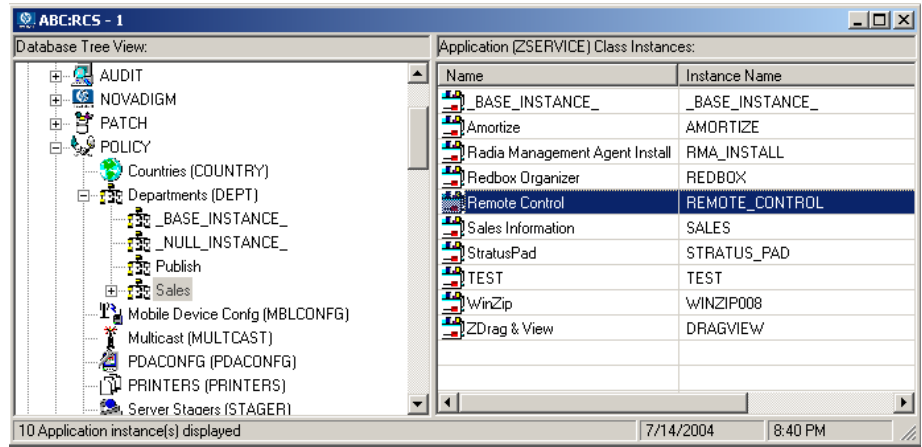 ABC:RCS - 1
Database Tree View:
AUDIT
NOVADIGM
PATCH
POLICY
Countries (COUNTRY)
Departments (DEPT)
_BASE_INSTANCE_
_NULL_INSTANCE_
Publish
Sales
Mobile Device Confg (MBLCONFG)
Multicast (MULTCAST)
PDACONFG (PDACONFG)
PRINTERS (PRINTERS)
Server Stagers (STAGER)
Application (ZSERVICE) Class Instances:
Name Instance Name
_BASE_INSTANCE_ _BASE_INSTANCE_
Amortize AMORTIZE
Radia Management Agent Install RMA_INSTALL
Redbox Organizer REDBOX
Remote Control REMOTE_CONTROL
Sales Information SALES
StratusPad STRATUS_PAD
TEST TEST
WinZip WINZIP008
ZDrag & View DRAGVIEW
10 Application instance(s) displayed 7/14/2004 8:40 PM